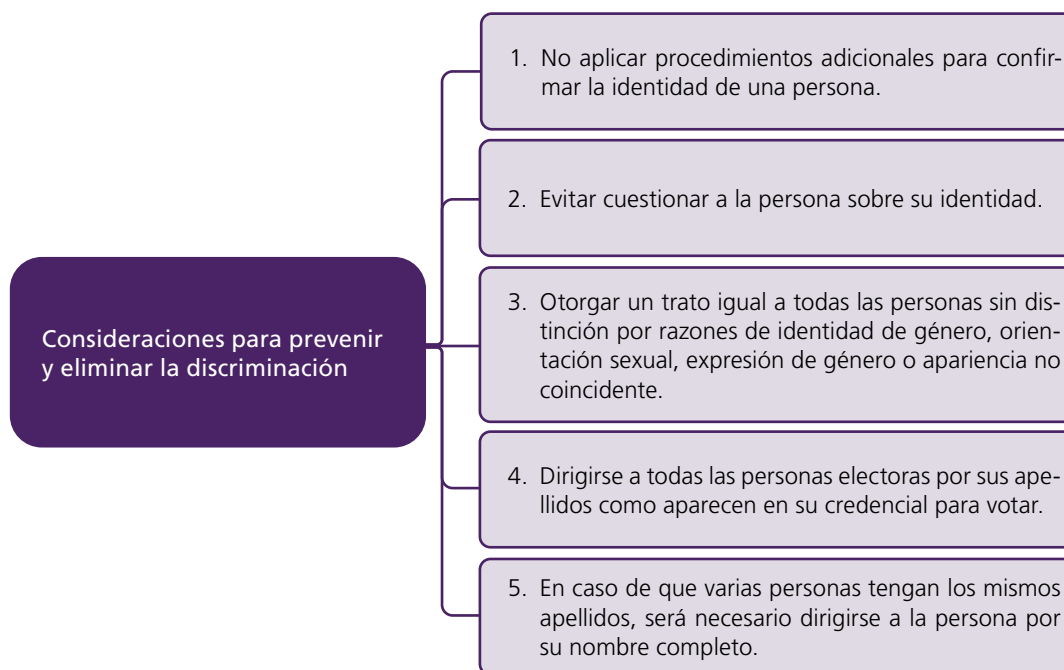 1. No aplicar procedimientos adicionales para confir-
mar la identidad de una persona.
2. Evitar cuestionar a la persona sobre su identidad.
Consideraciones para prevenir
y eliminar la discriminación
3. Otorgar un trato igual a todas las personas sin dis-
tinción por razones de identidad de género, orien-
tación sexual, expresión de género o apariencia no
coincidente.
4. Dirigirse a todas las personas electoras por sus ape-
llidos como aparecen en su credencial para votar.
5. En caso de que varias personas tengan los mismos
apellidos, será necesario dirigirse a la persona por
su nombre completo.